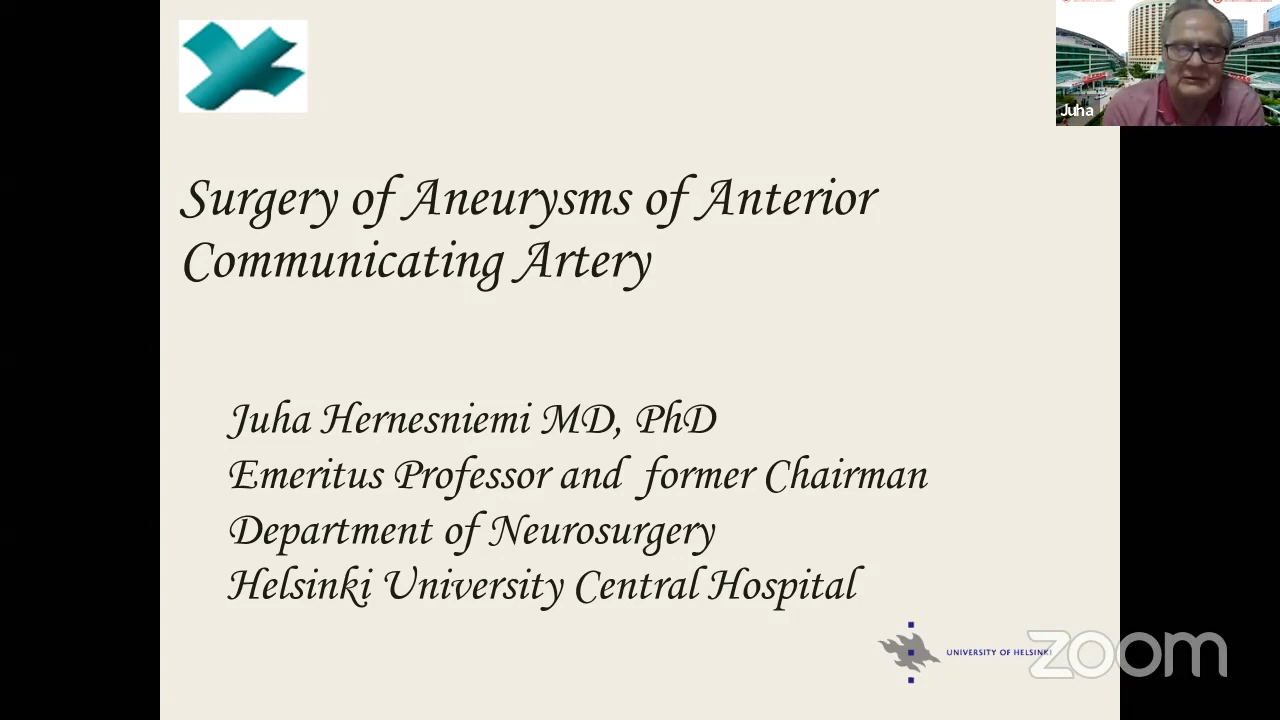 Juha
Surgery of Aneurysms of Anterior
Communicating Artery
Juha Hernesniemi MD, PhD
Emeritus Professor and former Chairman
Department of Neurosurgery
Helsinki University Central Hospital
UNIVERSITY OF HELSINKI
zoom